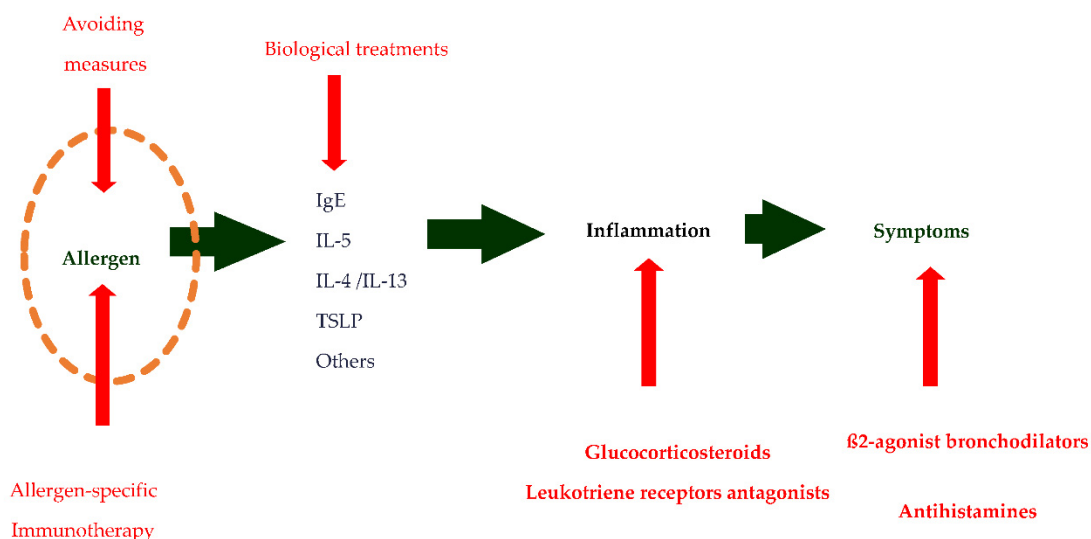 Avoiding
measures
Biological treatments
Allergen
IgE
IL-5
IL-4 /IL-13
TSLP
Others
Inflammation
Symptoms
Allergen-specific
Immunotherapy
Glucocorticosteroids
Leukotriene receptors antagonists
ß2-agonist bronchodilators
Antihistamines